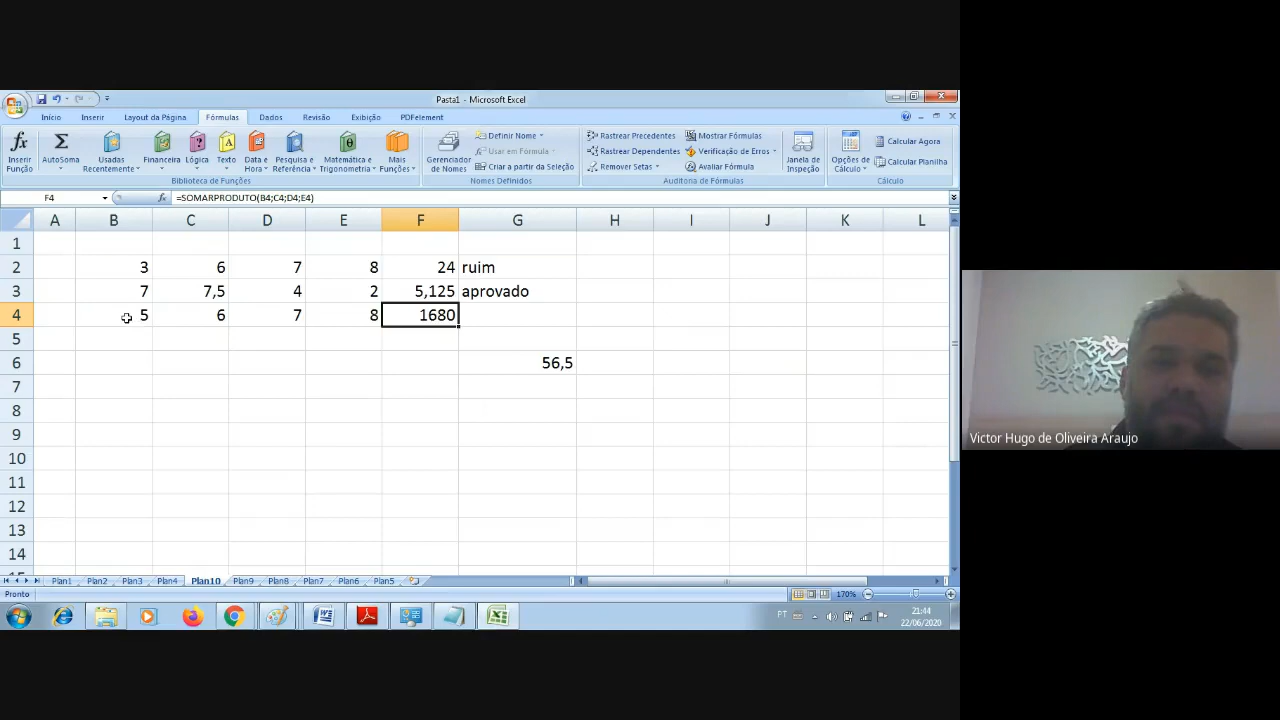 Pasta1 - Microsoft Excel
Início Inserir Layout da Página Fórmulas Dados Revisão Exibição PDFelement
fx Inserir Função
Σ AutoSoma
Usadas Recentemente
Financeira
Lógica
Texto
Data e Hora
Pesquisa e Referência
Matemática e Trigonometria
Mais Funções
Biblioteca de Funções
Gerenciador de Nomes
Definir Nome
Usar em Fórmula
Criar a partir da Seleção
Nomes Definidos
Rastrear Precedentes
Rastrear Dependentes
Remover Setas
Mostrar Fórmulas
Verificação de Erros
Avaliar Fórmula
Auditoria de Fórmulas
Janela de Inspeção
Opções de Cálculo
Calcular Agora
Calcular Planilha
Cálculo
F4 fx =SOMARPRODUTO(B4;C4;D4;E4)
A B C D E F G H I J K L
1
2 3 6 7 8 24 ruim
3 7 7,5 4 2 5,125 aprovado
4 5 6 7 8 1680
5
6 56,5
7
8
9
10
11
12
13
14
Plan1 Plan2 Plan3 Plan4 Plan10 Plan9 Plan8 Plan7 Plan6 Plan5
Pronto 170%
PT 21:44
22/06/2020
Victor Hugo de Oliveira Araujo